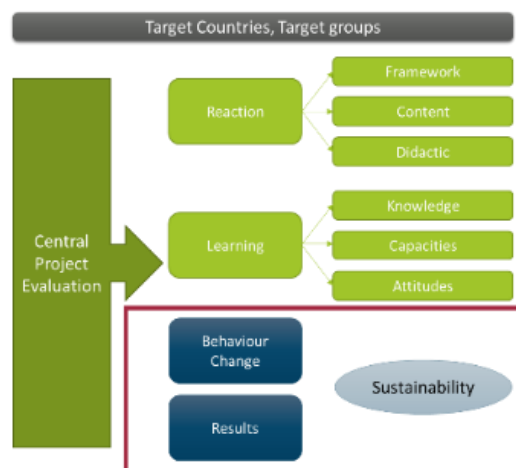 Target Countries, Target groups
Framework
Reaction
Content
Didactic
Knowledge
Central
Project
Evaluation
Learning
Capacities
Attitudes
Behaviour
Change
Sustainability
Results